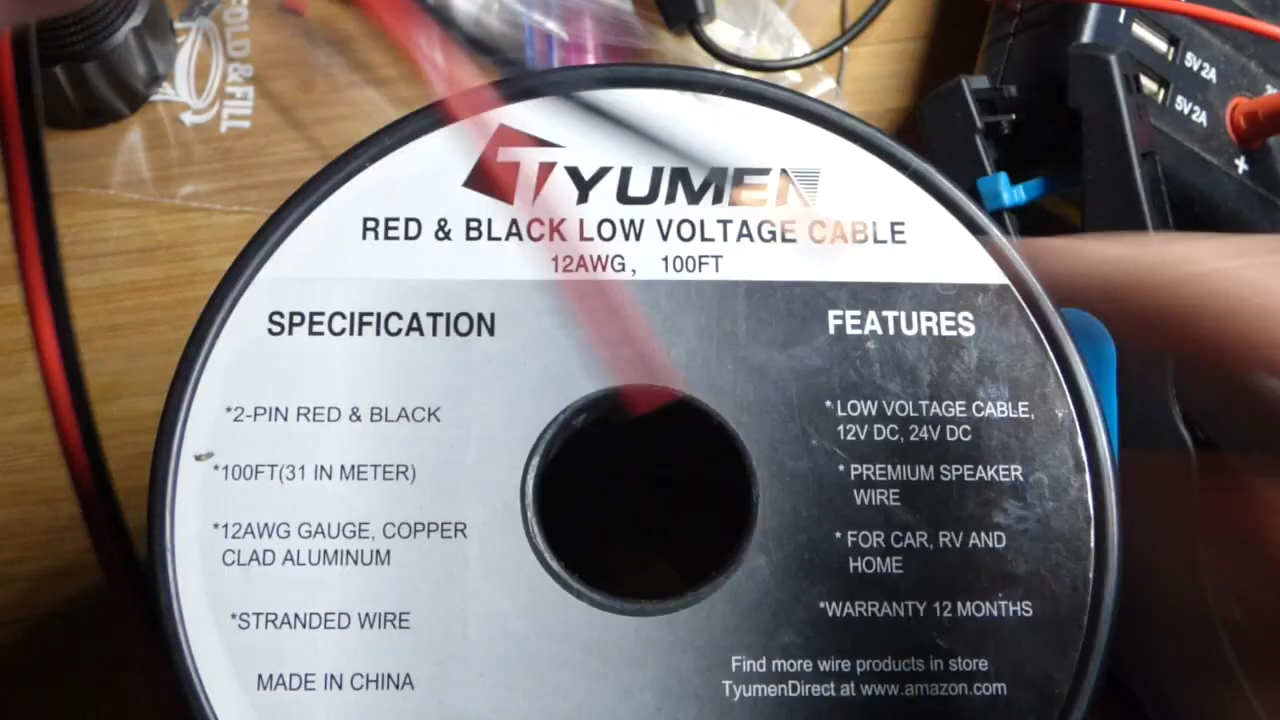 FOLD & FILL
5V 2A
5V 2A
TYUMEN
RED & BLACK LOW VOLTAGE CABLE
12AWG, 100FT
SPECIFICATION
*2-PIN RED & BLACK
*100FT(31 IN METER)
*12AWG GAUGE, COPPER
CLAD ALUMINUM
*STRANDED WIRE
MADE IN CHINA
FEATURES
* LOW VOLTAGE CABLE,
12V DC, 24V DC
* PREMIUM SPEAKER
WIRE
* FOR CAR, RV AND
HOME
*WARRANTY 12 MONTHS
Find more wire products in store
TyumenDirect at www.amazon.com